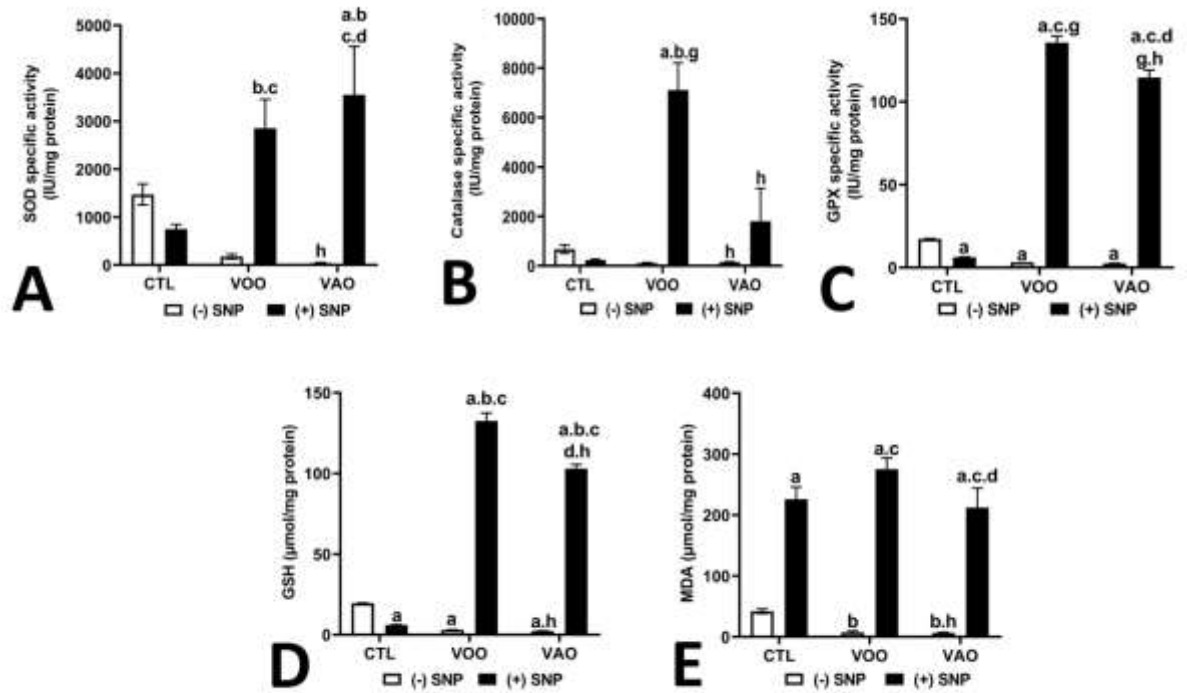 SOD specific activity
(IU/mg protein)
5000
4000
3000
2000
1000
0
b.c
a.b
c.d
h
CTL
VOO
VAO
(-) SNP
(+) SNP
A
Catalase specific activity
(IU/mg protein)
10000
8000
6000
4000
2000
0
a.b.g
h
h
CTL
VOO
VAO
(-) SNP
(+) SNP
B
GPX specific activity
(IU/mg protein)
150
100
50
0
a
a
a.c.g
a
a.c.d
g.h
CTL
VOO
VAO
(-) SNP
(+) SNP
C
GSH (μmol/mg protein)
150
100
50
0
a
a
a.b.c
a.h
a.b.c
d.h
CTL
VOO
VAO
(-) SNP
(+) SNP
D
MDA (μmol/mg protein)
400
300
200
100
0
a
b
a.c
b.h
a.c.d
CTL
VOO
VAO
(-) SNP
(+) SNP
E